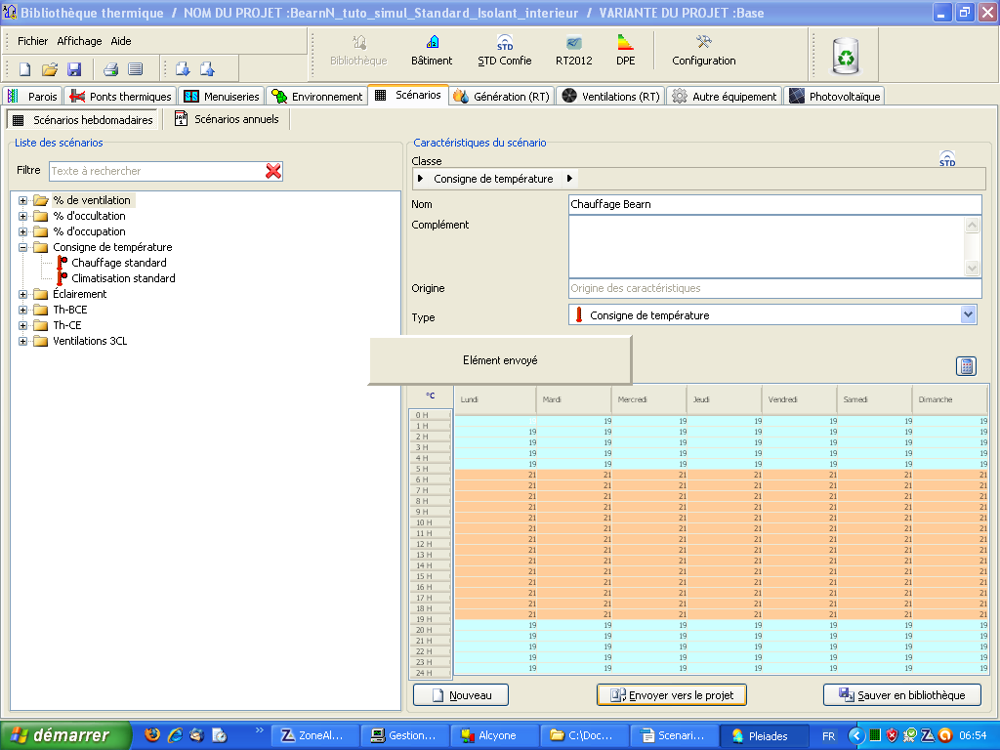 Bibliothèque thermique / NOM DU PROJET :BearnN_tuto_simul_Standard_Isolant_interieur / VARIANTE DU PROJET :Base
Fichier Affichage Aide
Bibliothèque Bâtiment STD Comfie RT2012 DPE Configuration
STD
Parois Ponts thermiques Menuiseries Environnement Scénarios Génération (RT) Ventilations (RT) Autre équipement Photovoltaïque
Scénarios hebdomadaires Scénarios annuels
Liste des scénarios
Filtre Texte à rechercher
% de ventilation
% d'occultation
% d'occupation
Consigne de température
Chauffage standard
Climatisation standard
Éclairement
Th-BCE
Th-CE
Ventilations 3CL
Caractéristiques du scénario
Classe
STD
Consigne de température
Nom Chauffage Bearn
Complément
Origine Origine des caractéristiques
Type Consigne de température
Elément envoyé
°C Lundi Mardi Mercredi Jeudi Vendredi Samedi Dimanche
0 H
19 19 19 19 19 19
1 H
19 19 19 19 19 19 19
2 H
19 19 19 19 19 19 19
3 H
19 19 19 19 19 19 19
4 H
19 19 19 19 19 19 19
5 H
21 21 21 21 21 21 21
6 H
21 21 21 21 21 21 21
7 H
21 21 21 21 21 21 21
8 H
21 21 21 21 21 21 21
9 H
21 21 21 21 21 21 21
10 H
21 21 21 21 21 21 21
11 H
21 21 21 21 21 21 21
12 H
21 21 21 21 21 21 21
13 H
21 21 21 21 21 21 21
14 H
21 21 21 21 21 21 21
15 H
21 21 21 21 21 21 21
16 H
21 21 21 21 21 21 21
17 H
21 21 21 21 21 21 21
18 H
21 21 21 21 21 21 21
19 H
19 19 19 19 19 19 19
20 H
19 19 19 19 19 19 19
21 H
19 19 19 19 19 19 19
22 H
19 19 19 19 19 19 19
23 H
19 19 19 19 19 19 19
24 H
Nouveau Envoyer vers le projet Sauver en bibliothèque
démarrer » ZoneAl... Gestion... Alcyone C:\Doc... Scenari... Pleiades FR 06:54